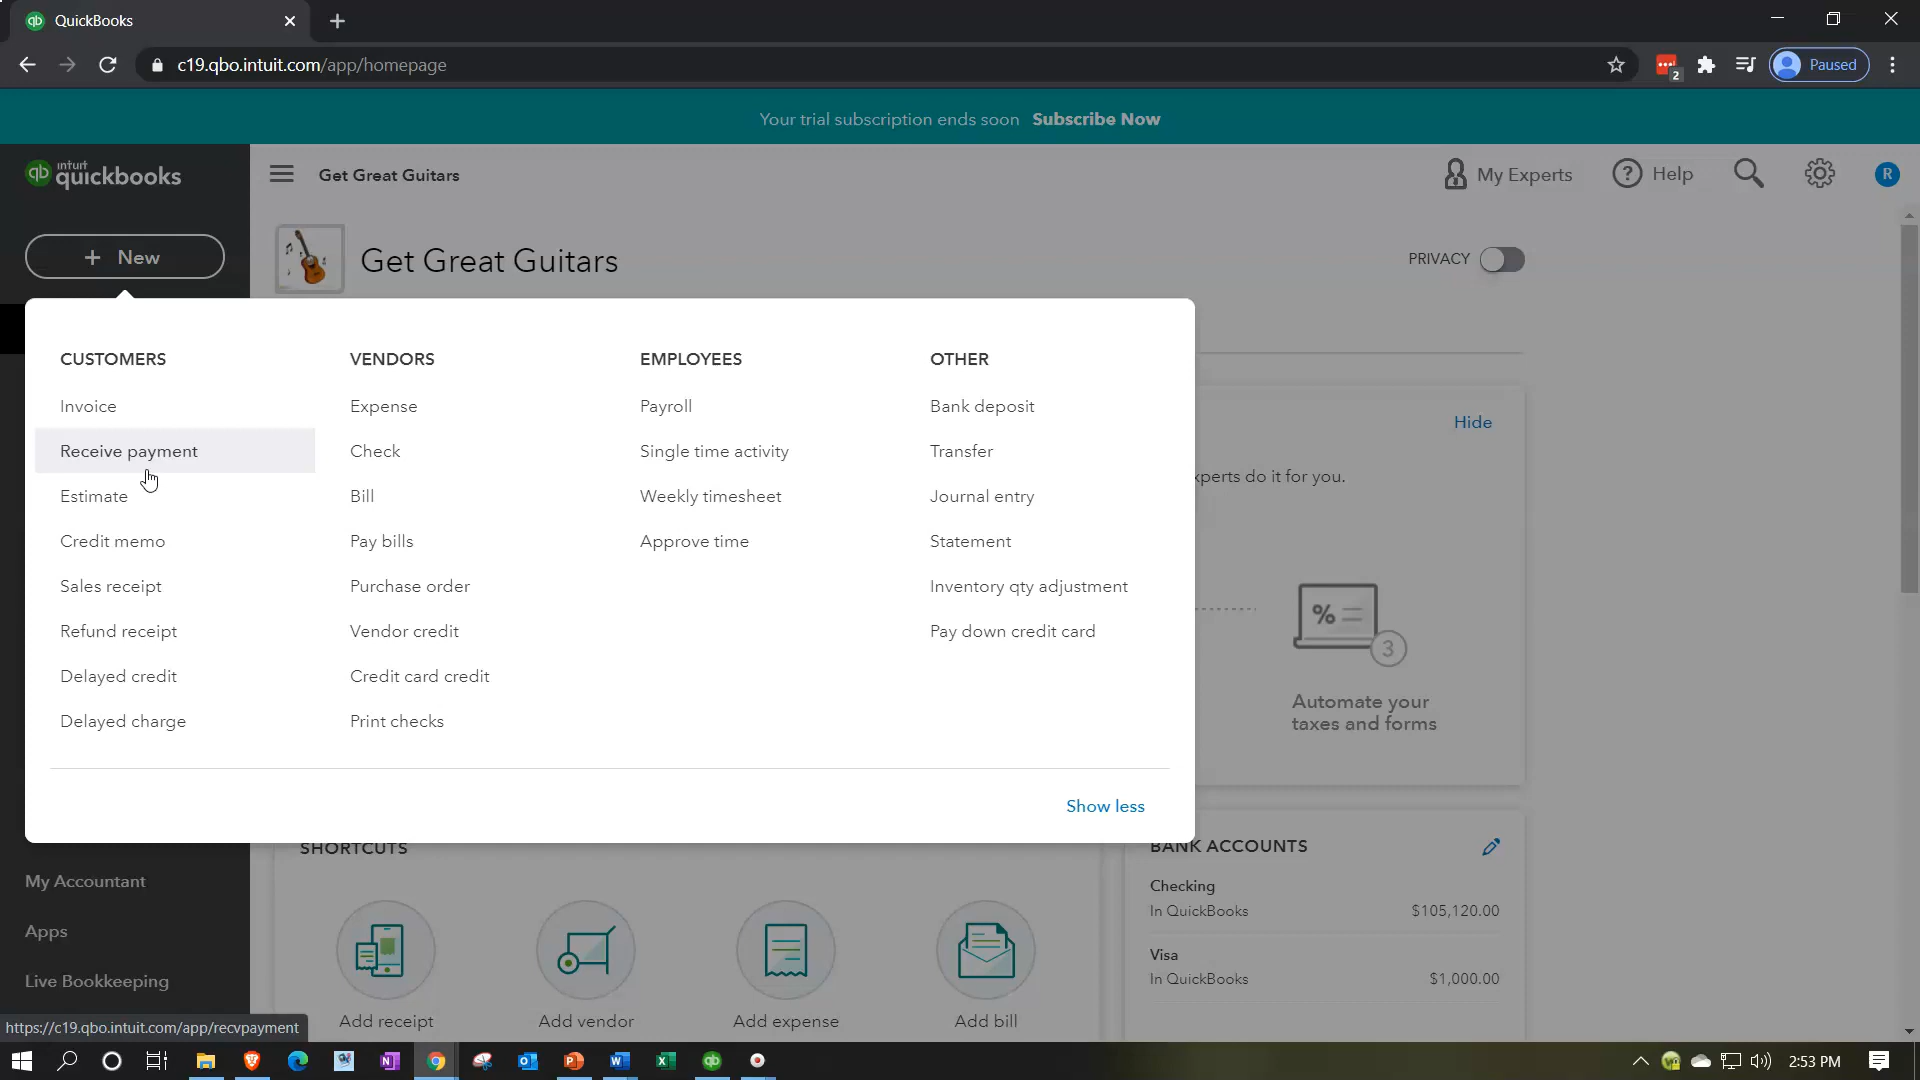 QuickBooks
c19.qbo.intuit.com/app/homepage
2
Paused
Your trial subscription ends soon Subscribe Now
qb intuit quickbooks
Get Great Guitars
My Experts
? Help
R
+ New
Get Great Guitars
PRIVACY
CUSTOMERS
Invoice
Receive payment
Estimate
Credit memo
Sales receipt
Refund receipt
Delayed credit
Delayed charge
VENDORS
Expense
Check
Bill
Pay bills
Purchase order
Vendor credit
Credit card credit
Print checks
EMPLOYEES
Payroll
Single time activity
Weekly timesheet
Approve time
OTHER
Bank deposit
Transfer
Journal entry
Statement
Inventory qty adjustment
Pay down credit card
Show less
Hide
xperts do it for you.
%
3
Automate your
taxes and forms
My Accountant
Apps
Live Bookkeeping
SHORTCUTS
Add receipt
Add vendor
Add expense
Add bill
BANK ACCOUNTS
Checking
In QuickBooks $105,120.00
Visa
In QuickBooks $1,000.00
https://c19.qbo.intuit.com/app/recvpayment
2:53 PM